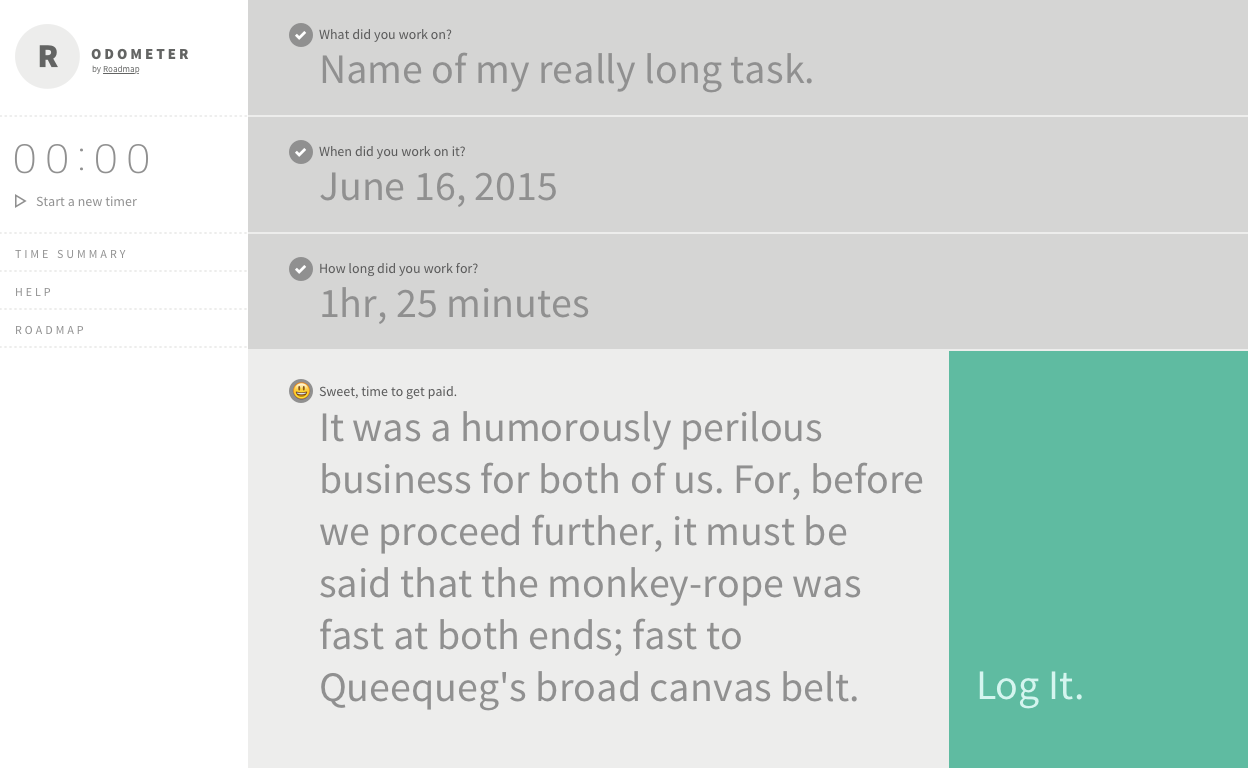 R
ODOMETER
by Roadmap
00:00
Start a new timer
TIME SUMMARY
HELP
ROADMAP
What did you work on?
Name of my really long task.
When did you work on it?
June 16, 2015
How long did you work for?
1hr, 25 minutes
Sweet, time to get paid.
It was a humorously perilous
business for both of us. For, before
we proceed further, it must be
said that the monkey-rope was
fast at both ends; fast to
Queequeg's broad canvas belt.
Log It.